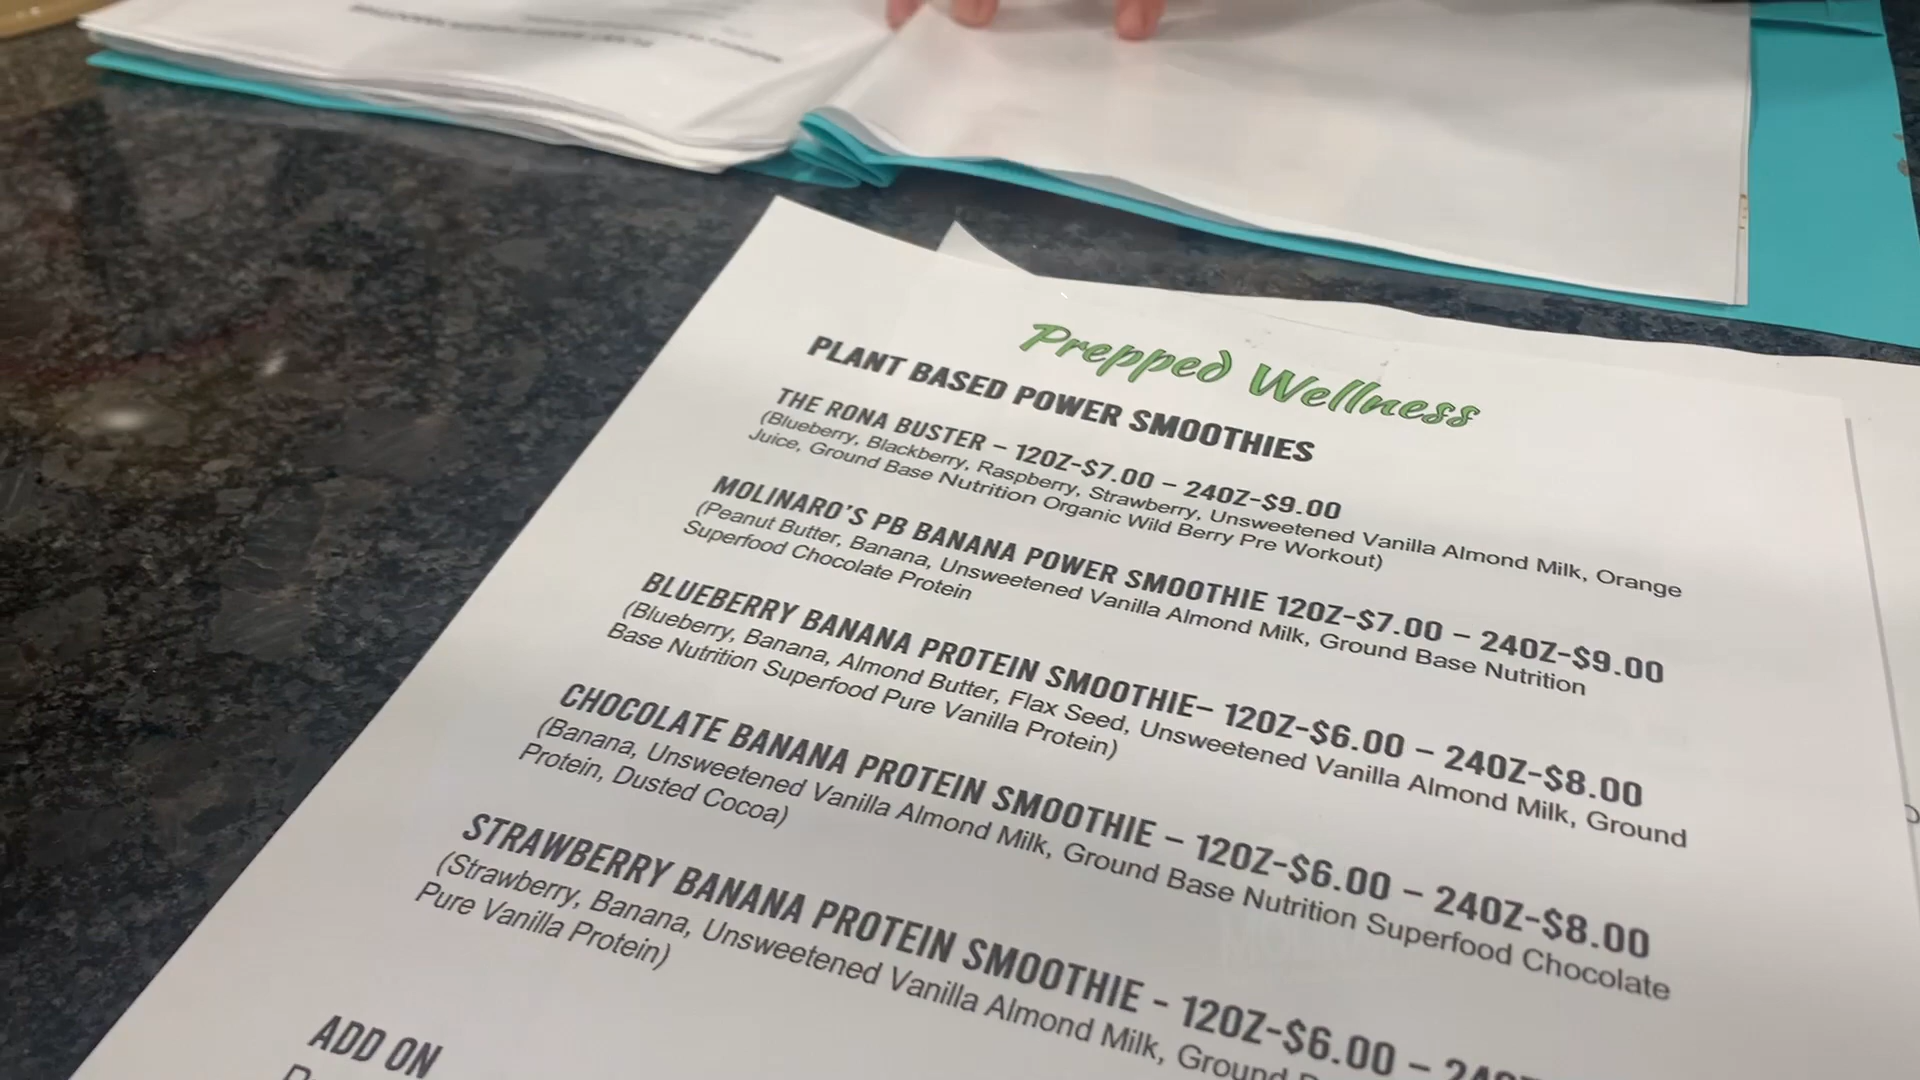 Prepped Wellness
PLANT BASED POWER SMOOTHIES
THE RONA BUSTER – 12OZ-$7.00 – 24OZ-$9.00
(Blueberry, Blackberry, Raspberry, Strawberry, Unsweetened Vanilla Almond Milk, Orange
Juice, Ground Base Nutrition Organic Wild Berry Pre Workout)
MOLINARO'S PB BANANA POWER SMOOTHIE 12OZ-$7.00 – 24OZ-$9.00
(Peanut Butter, Banana, Unsweetened Vanilla Almond Milk, Ground Base Nutrition
Superfood Chocolate Protein
BLUEBERRY BANANA PROTEIN SMOOTHIE– 12OZ-$6.00 – 24OZ-$8.00
(Blueberry, Banana, Almond Butter, Flax Seed, Unsweetened Vanilla Almond Milk, Ground
Base Nutrition Superfood Pure Vanilla Protein)
CHOCOLATE BANANA PROTEIN SMOOTHIE – 12OZ-$6.00 – 24OZ-$8.00
(Banana, Unsweetened Vanilla Almond Milk, Ground Base Nutrition Superfood Chocolate
Protein, Dusted Cocoa)
STRAWBERRY BANANA PROTEIN SMOOTHIE - 12OZ-$6.00 –
(Strawberry, Banana, Unsweetened Vanilla Almond Milk, Ground
Pure Vanilla Protein)
ADD ON